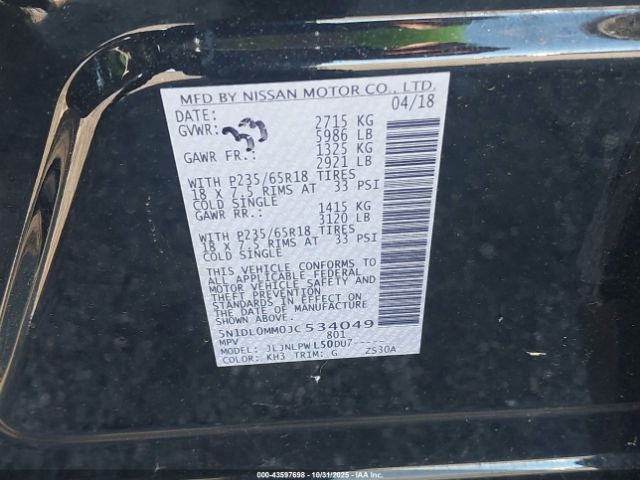 MFD BY NISSAN MOTOR CO., LTD.
DATE: 04/18
GVWR: 2715 KG
5986 LB
GAWR FR.: 1325 KG
2921 LB
WITH P235/65R18 TIRES
18 X 7.5 RIMS AT 33 PSI
COLD SINGLE
GAWR RR.: 1415 KG
3120 LB
WITH P235/65R18 TIRES
18 X 7.5 RIMS AT 33 PSI
COLD SINGLE
THIS VEHICLE CONFORMS TO
ALL APPLICABLE FEDERAL
MOTOR VEHICLE SAFETY AND
THEFT PREVENTION
STANDARDS IN EFFECT ON THE
DATE OF MANUFACTURE
SHOWN ABOVE.
5N1DL0MM0JC534049
MPV 801
MODEL: JLJNLPWL50DU7-----
COLOR: KH3 TRIM: G ZS30A
000-43597698 - 10/31/2025 - COPYRIGHT IAA, LLC